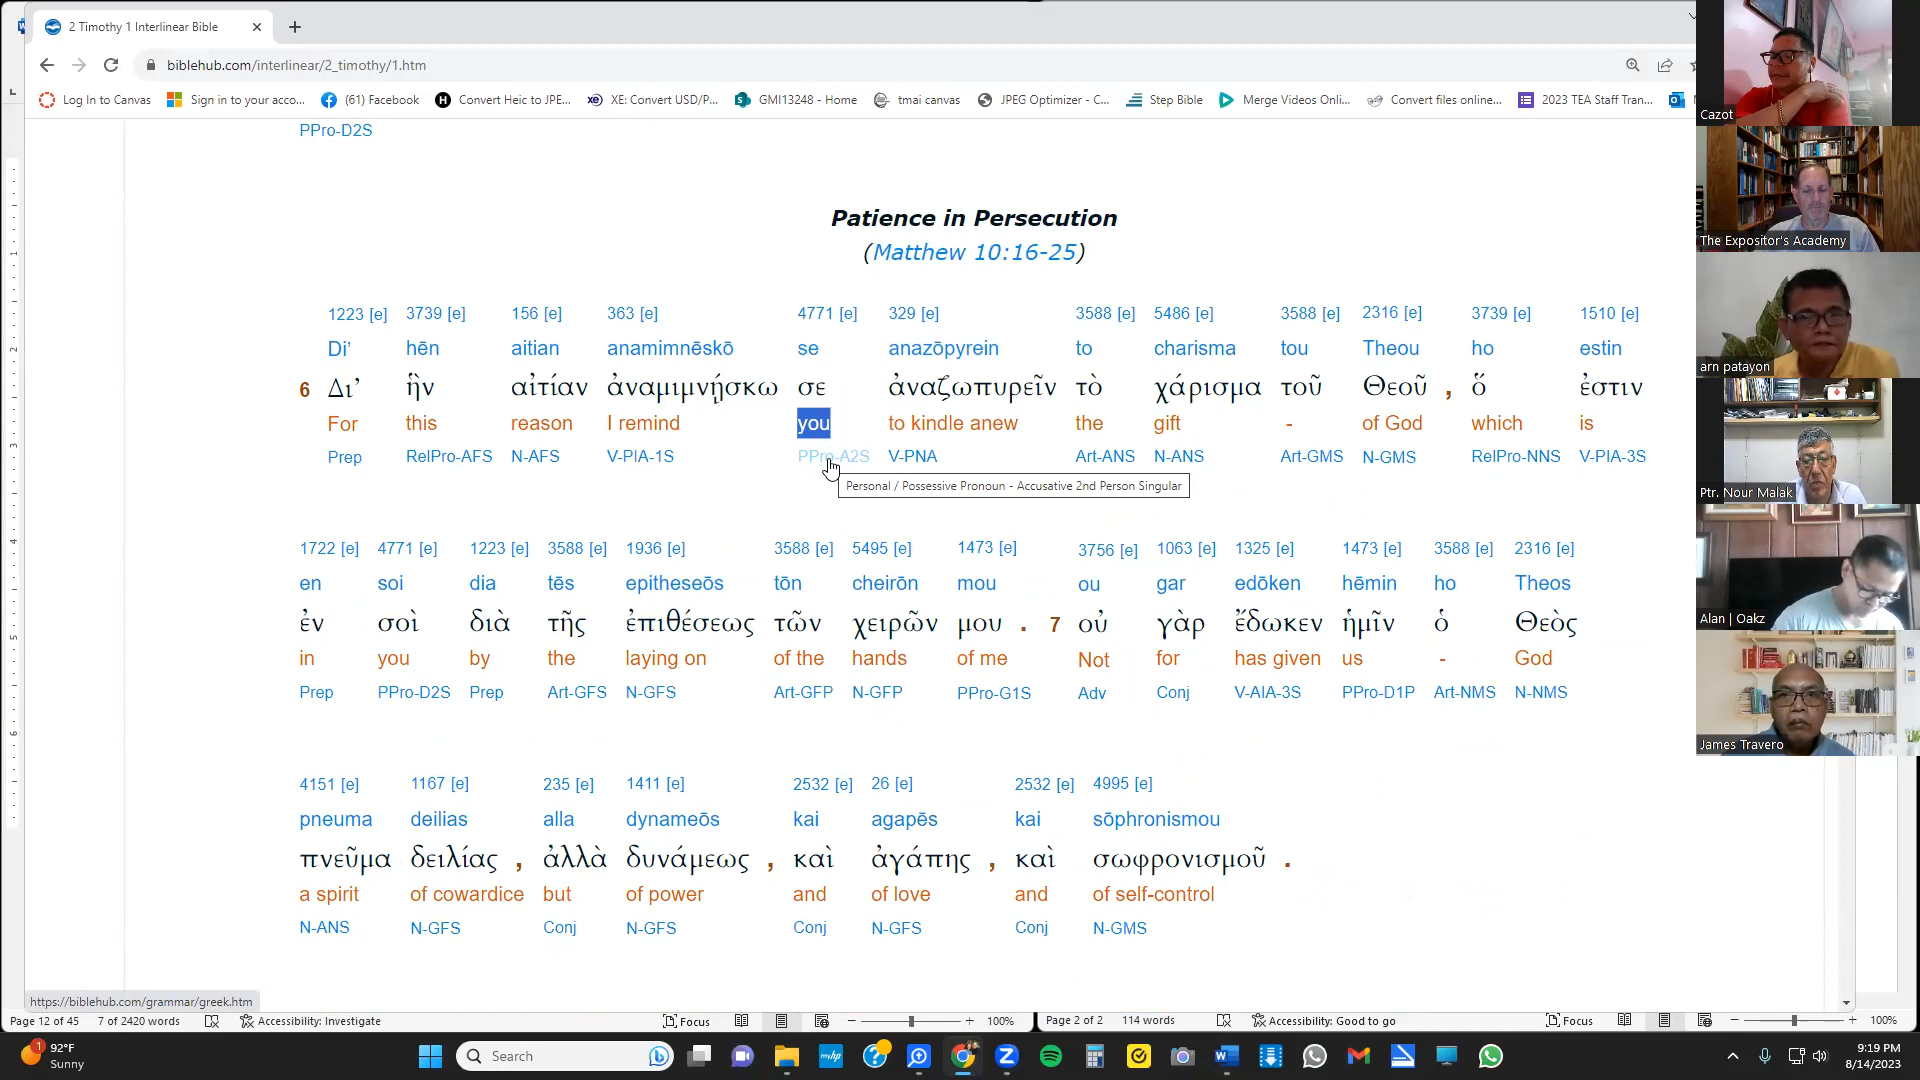 2 Timothy 1 Interlinear Bible
biblehub.com/interlinear/2_timothy/1.htm
Log In to Canvas Sign in to your acco... (61) Facebook Convert Heic to JPE... XE: Convert USD/P... GMI13248 - Home tmai canvas JPEG Optimizer - C... Step Bible Merge Videos Onli... Convert files online... 2023 TEA Staff Tran...
PPro-D2S
Patience in Persecution
(Matthew 10:16-25)
1223 [e] 3739 [e] 156 [e] 363 [e] 4771 [e] 329 [e] 3588 [e] 5486 [e] 3588 [e] 2316 [e] 3739 [e] 1510 [e]
Di’ hēn aitian anamimnēskō se anazōpyrein to charisma tou Theou ho estin
6 Δι’ ἣν αἰτίαν ἀναμιμνῄσκω σε ἀναζωπυρεῖν τὸ χάρισμα τοῦ Θεοῦ , ὅ ἐστιν
For this reason I remind you to kindle anew the gift - of God which is
Prep RelPro-AFS N-AFS V-PIA-1S PPro-A2S V-PNA Art-ANS N-ANS Art-GMS N-GMS RelPro-NNS V-PIA-3S
Personal / Possessive Pronoun - Accusative 2nd Person Singular
1722 [e] 4771 [e] 1223 [e] 3588 [e] 1936 [e] 3588 [e] 5495 [e] 1473 [e] 3756 [e] 1063 [e] 1325 [e] 1473 [e] 3588 [e] 2316 [e]
en soi dia tēs epitheseōs tōn cheirōn mou ou gar edōken hēmin ho Theos
ἐν σοὶ διὰ τῆς ἐπιθέσεως τῶν χειρῶν μου . 7 οὐ γὰρ ἔδωκεν ἡμῖν ὁ Θεὸς
in you by the laying on of the hands of me Not for has given us - God
Prep PPro-D2S Prep Art-GFS N-GFS Art-GFP N-GFP PPro-G1S Adv Conj V-AIA-3S PPro-D1P Art-NMS N-NMS
4151 [e] 1167 [e] 235 [e] 1411 [e] 2532 [e] 26 [e] 2532 [e] 4995 [e]
pneuma deilias alla dynameōs kai agapēs kai sōphronismou
πνεῦμα δειλίας , ἀλλὰ δυνάμεως , καὶ ἀγάπης , καὶ σωφρονισμοῦ .
a spirit of cowardice but of power and of love and of self-control
N-ANS N-GFS Conj N-GFS Conj N-GFS Conj N-GMS
https://biblehub.com/grammar/greek.htm
Page 12 of 45 7 of 2420 words Accessibility: Investigate Focus 100% Page 2 of 2 114 words Accessibility: Good to go Focus 100%
92°F
Sunny
Search
9:19 PM
8/14/2023
Cazot
The Expositor's Academy
arn patayon
Ptr. Nour Malak
Alan | Oakz
James Travero